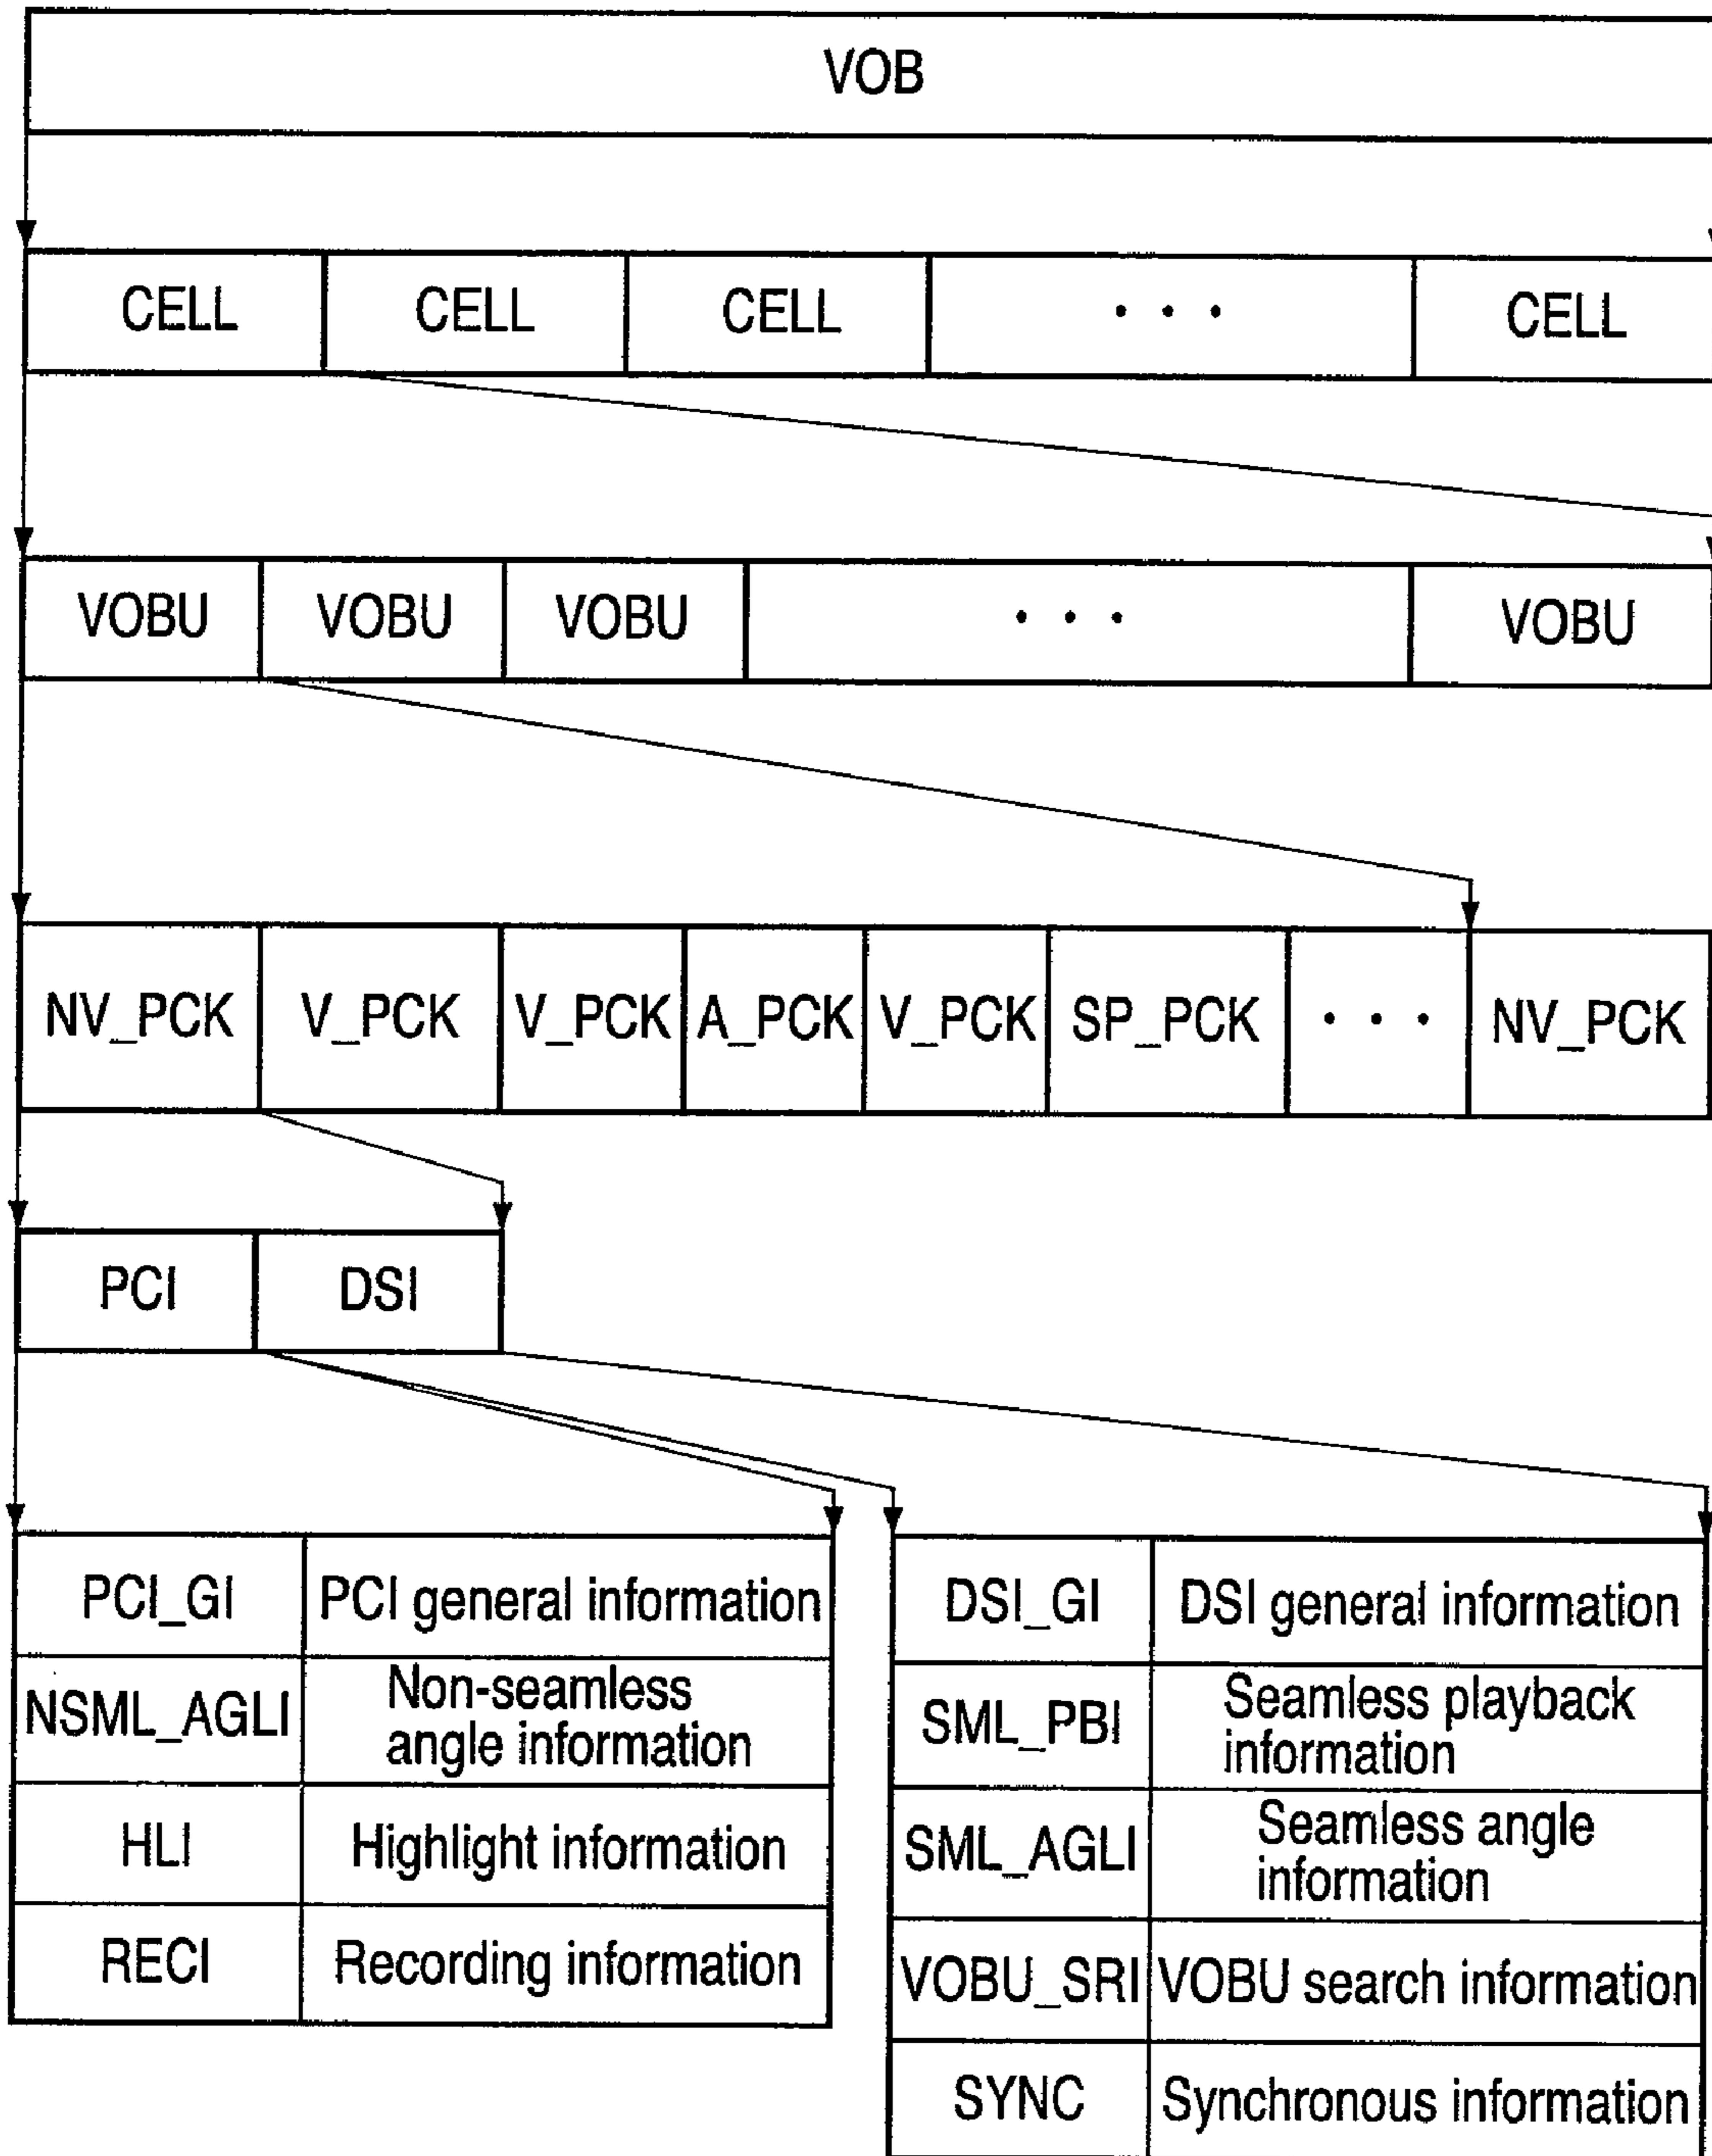 VOB
CELL CELL CELL · · · CELL
VOBU VOBU VOBU · · · VOBU
NV_PCK V_PCK V_PCK A_PCK V_PCK SP_PCK · · · NV_PCK
PCI DSI
PCI_GI PCI general information
NSML_AGLI Non-seamless
angle information
HLI Highlight information
RECI Recording information
DSI_GI DSI general information
SML_PBI Seamless playback
information
SML_AGLI Seamless angle
information
VOBU_SRI VOBU search information
SYNC Synchronous information